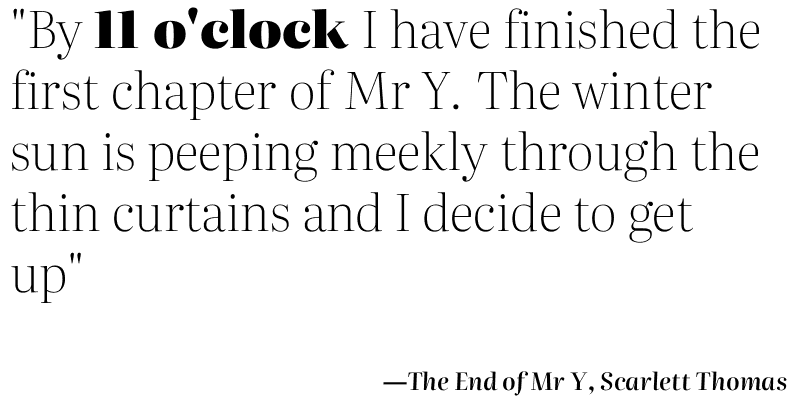 "By 11 o'clock I have finished the
first chapter of Mr Y. The winter
sun is peeping meekly through the
thin curtains and I decide to get
up"
—The End of Mr Y, Scarlett Thomas